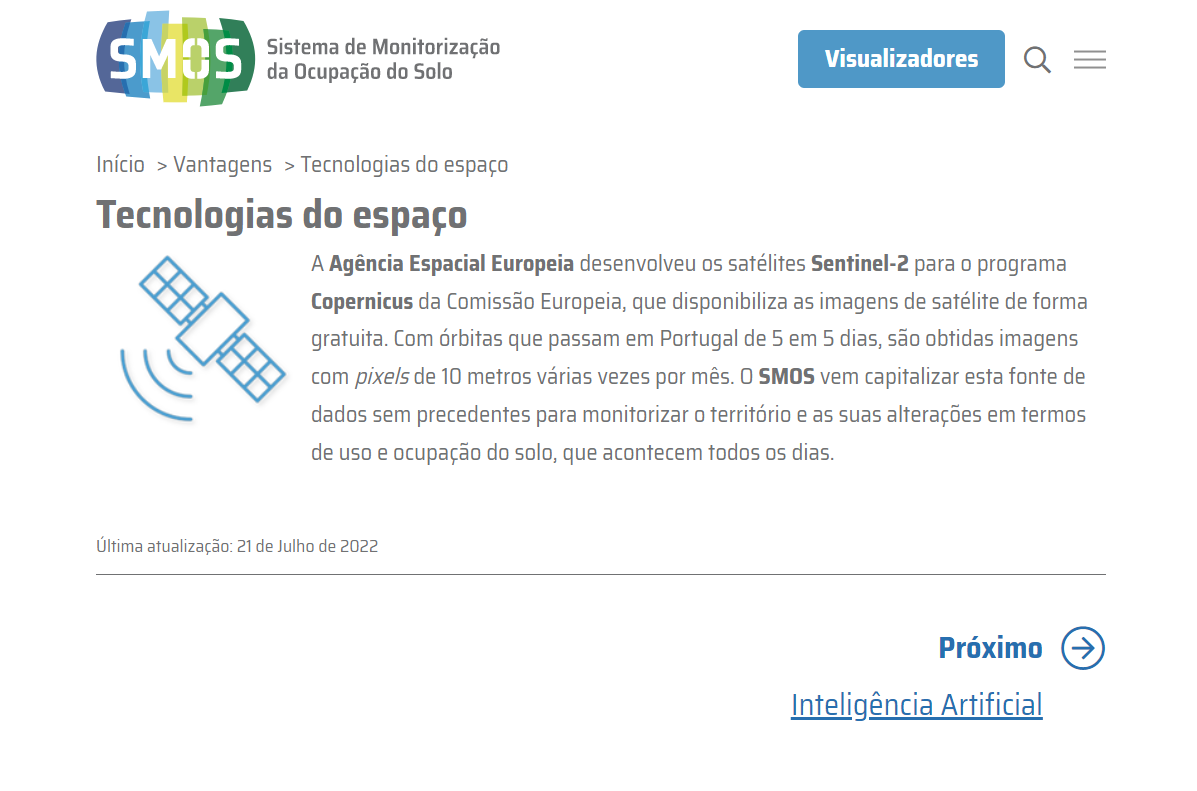 SMOS
Sistema de Monitorização
da Ocupação do Solo
Visualizadores
Início > Vantagens > Tecnologias do espaço
Tecnologias do espaço
A Agência Espacial Europeia desenvolveu os satélites Sentinel-2 para o programa
Copernicus da Comissão Europeia, que disponibiliza as imagens de satélite de forma
gratuita. Com órbitas que passam em Portugal de 5 em 5 dias, são obtidas imagens
com pixels de 10 metros várias vezes por mês. O SMOS vem capitalizar esta fonte de
dados sem precedentes para monitorizar o território e as suas alterações em termos
de uso e ocupação do solo, que acontecem todos os dias.
Última atualização: 21 de Julho de 2022
Próximo
Inteligência Artificial